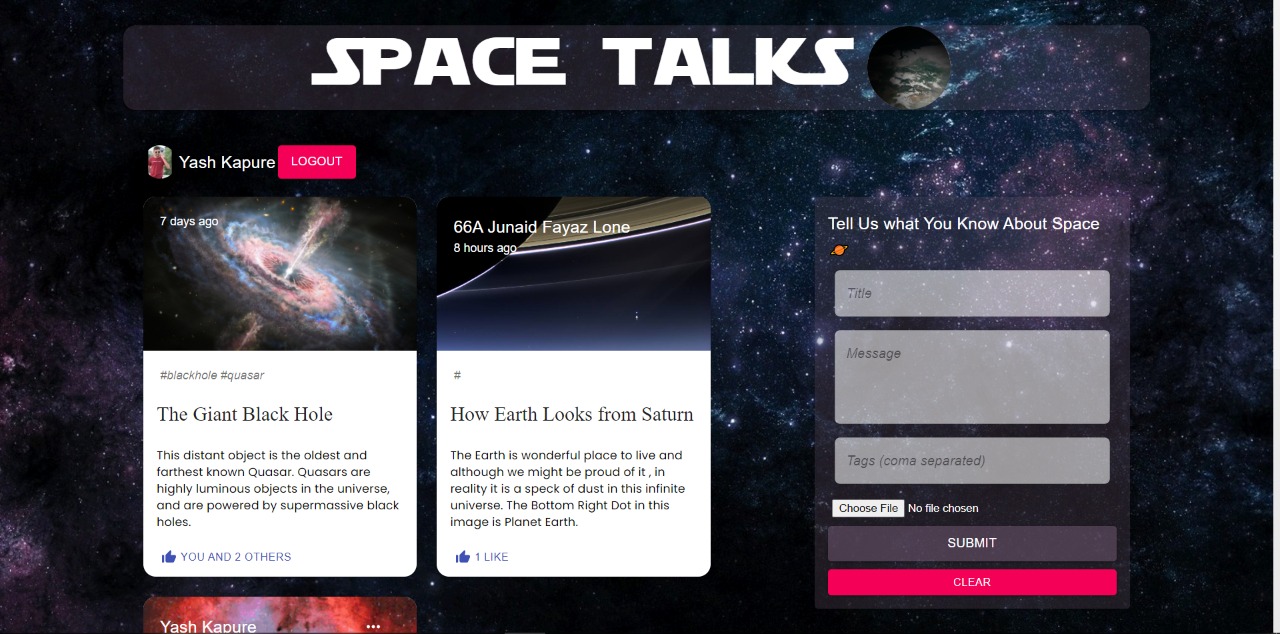 SPACE TALKS
Yash Kapure LOGOUT
7 days ago
#blackhole #quasar
The Giant Black Hole
This distant object is the oldest and
farthest known Quasar. Quasars are
highly luminous objects in the universe,
and are powered by supermassive black
holes.
YOU AND 2 OTHERS
66A Junaid Fayaz Lone
8 hours ago
#
How Earth Looks from Saturn
The Earth is wonderful place to live and
although we might be proud of it , in
reality it is a speck of dust in this infinite
universe. The Bottom Right Dot in this
image is Planet Earth.
1 LIKE
Yash Kapure
Tell Us what You Know About Space
🪐
Title
Message
Tags (coma separated)
Choose File No file chosen
SUBMIT
CLEAR